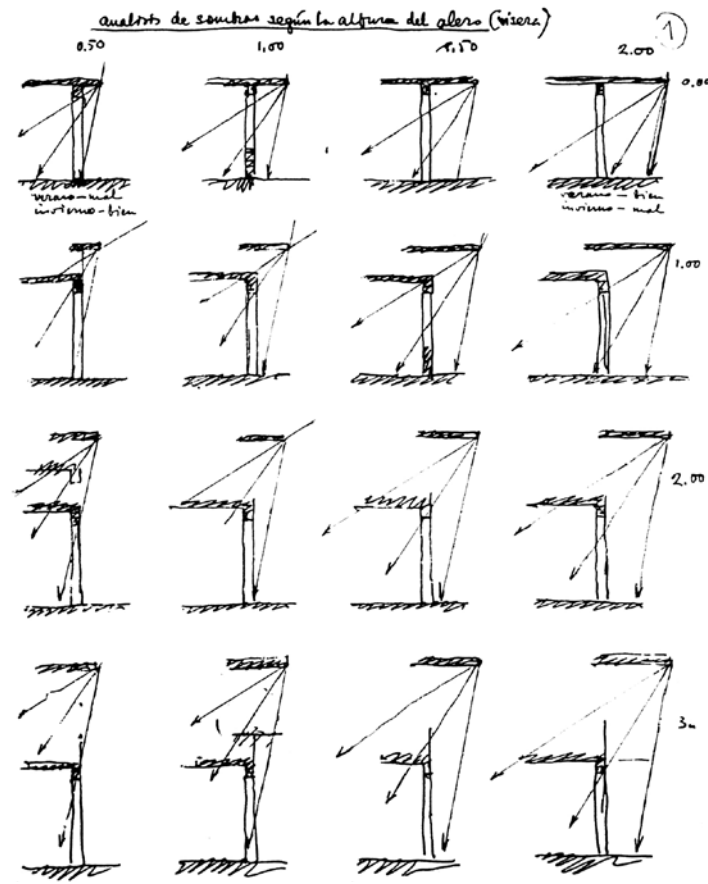 analisis de sombras según la altura del alero (visera)
1
0.50 1,00 1.50 2.00
0.00
verano - mal
invierno - bien
verano - bien
invierno - mal
1.00
2.00
3m